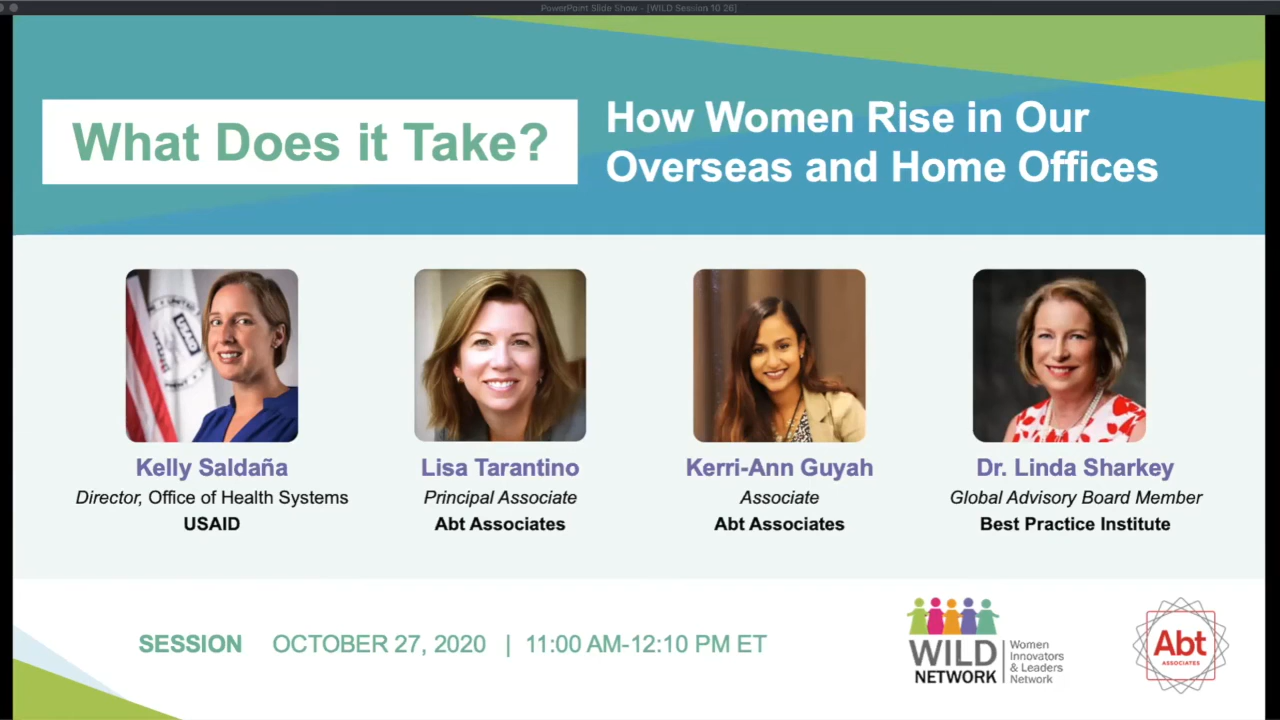 PowerPoint Slide Show - [WILD Session 10 26]
What Does it Take?
How Women Rise in Our
Overseas and Home Offices
USAID
Kelly Saldaña
Director, Office of Health Systems
USAID
Lisa Tarantino
Principal Associate
Abt Associates
Kerri-Ann Guyah
Associate
Abt Associates
Dr. Linda Sharkey
Global Advisory Board Member
Best Practice Institute
SESSION OCTOBER 27, 2020 | 11:00 AM-12:10 PM ET
WILD
NETWORK
Women
Innovators
& Leaders
Network
Abt
ASSOCIATES